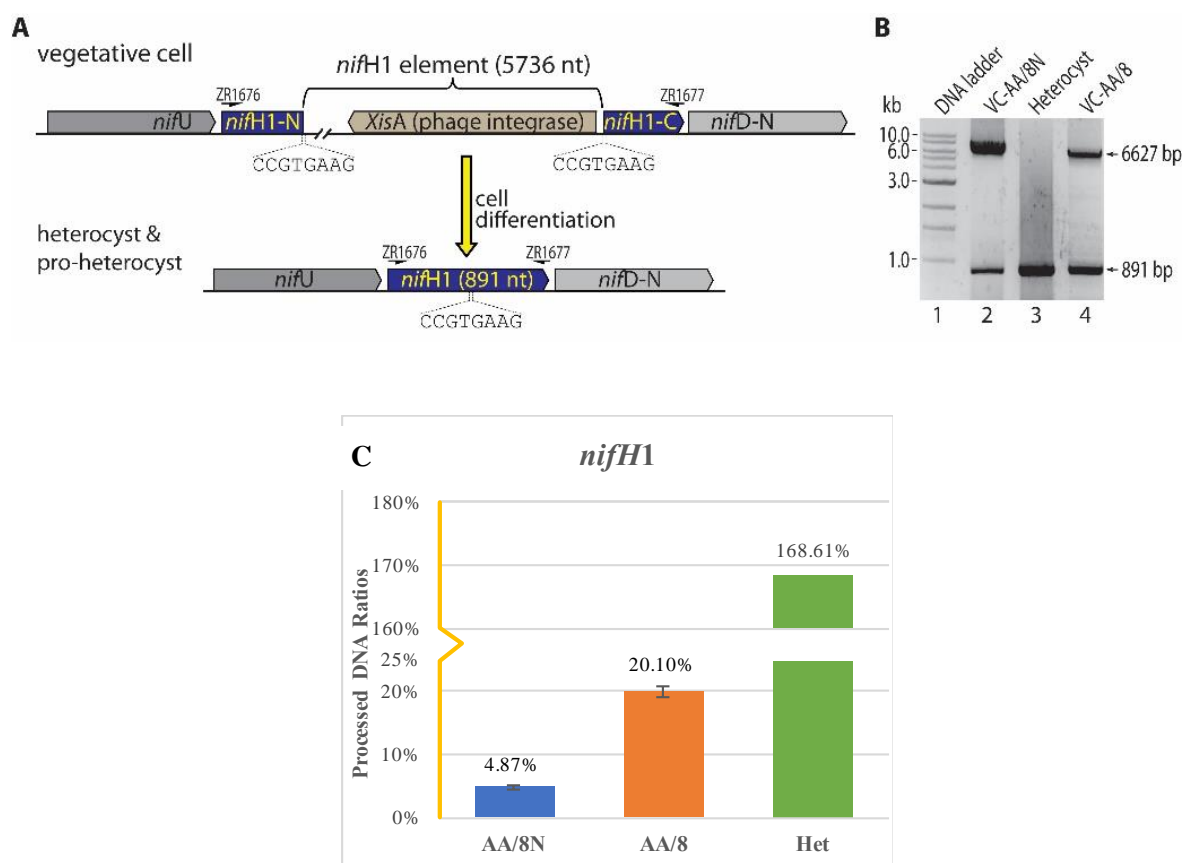 A
vegetative cell
nifH1 element (5736 nt)
ZR1676
ZR1677
nifU
nifH1-N
XisA (phage integrase)
nifH1-C
nifD-N
CCGTGAAG
CCGTGAAG
cell
differentiation
heterocyst &
pro-heterocyst
ZR1676
ZR1677
nifU
nifH1 (891 nt)
nifD-N
CCGTGAAG
B
kb
DNA ladder
VC-AA/8N
Heterocyst
VC-AA/8
10.0-
6.0-
3.0-
1.0-
6627 bp
891 bp
1 2 3 4
C
nifH1
Processed DNA Ratios
180%
170%
160%
25%
20%
10%
0%
4.87%
20.10%
168.61%
AA/8N AA/8 Het